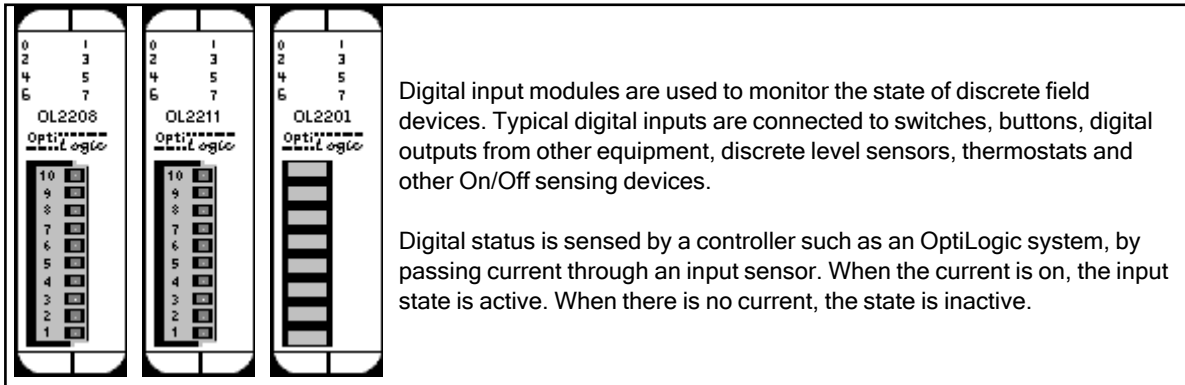 0 1
2 3
4 5
6 7
OL2208
OptiLogic
10
9
8
7
6
5
4
3
2
1
0 1
2 3
4 5
6 7
OL2211
OptiLogic
10
9
8
7
6
5
4
3
2
1
0 1
2 3
4 5
6 7
OL2201
OptiLogic
Digital input modules are used to monitor the state of discrete field
devices. Typical digital inputs are connected to switches, buttons, digital
outputs from other equipment, discrete level sensors, thermostats and
other On/Off sensing devices.
Digital status is sensed by a controller such as an OptiLogic system, by
passing current through an input sensor. When the current is on, the input
state is active. When there is no current, the state is inactive.